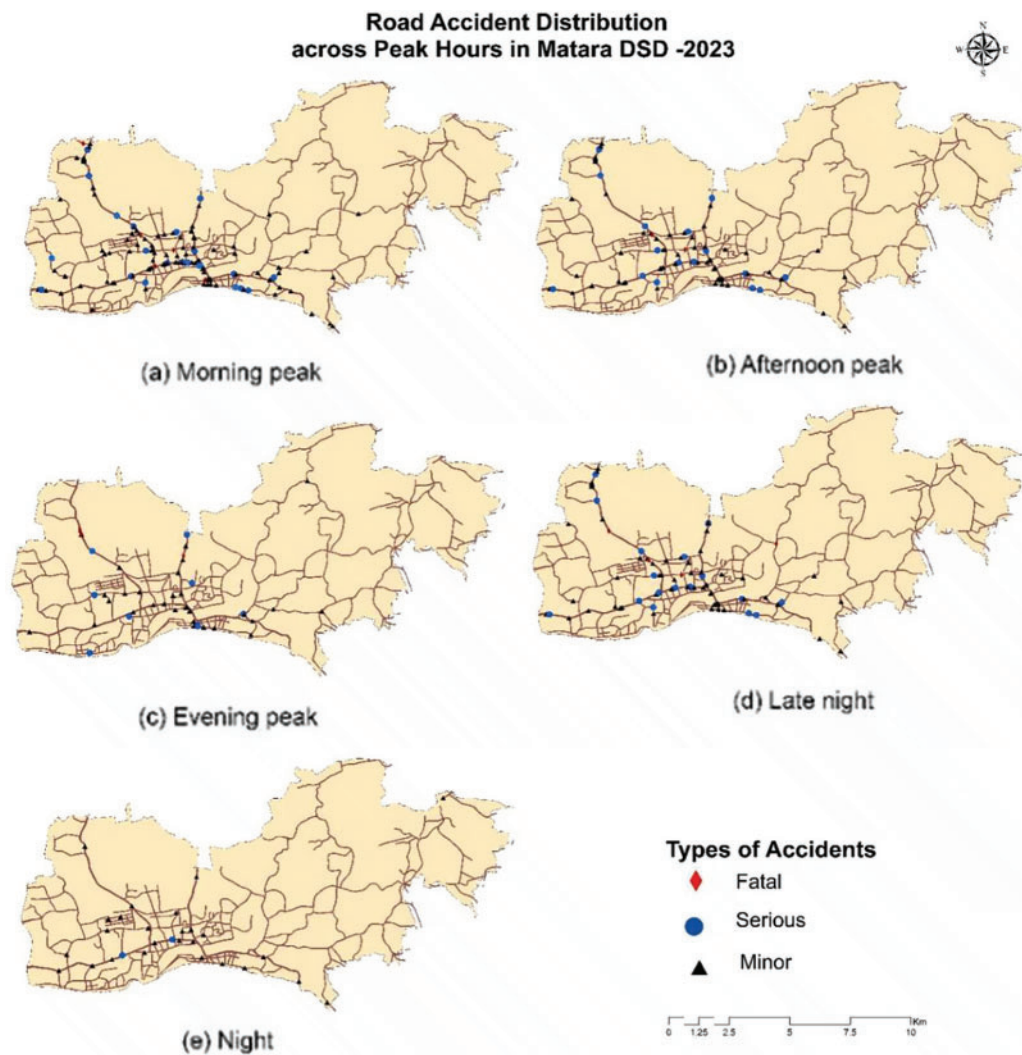 Road Accident Distribution
across Peak Hours in Matara DSD -2023
N
W E
S
(a) Morning peak
(b) Afternoon peak
(c) Evening peak
(d) Late night
(e) Night
Types of Accidents
Fatal
Serious
Minor
Km
0 1.25 2.5 5 7.5 10